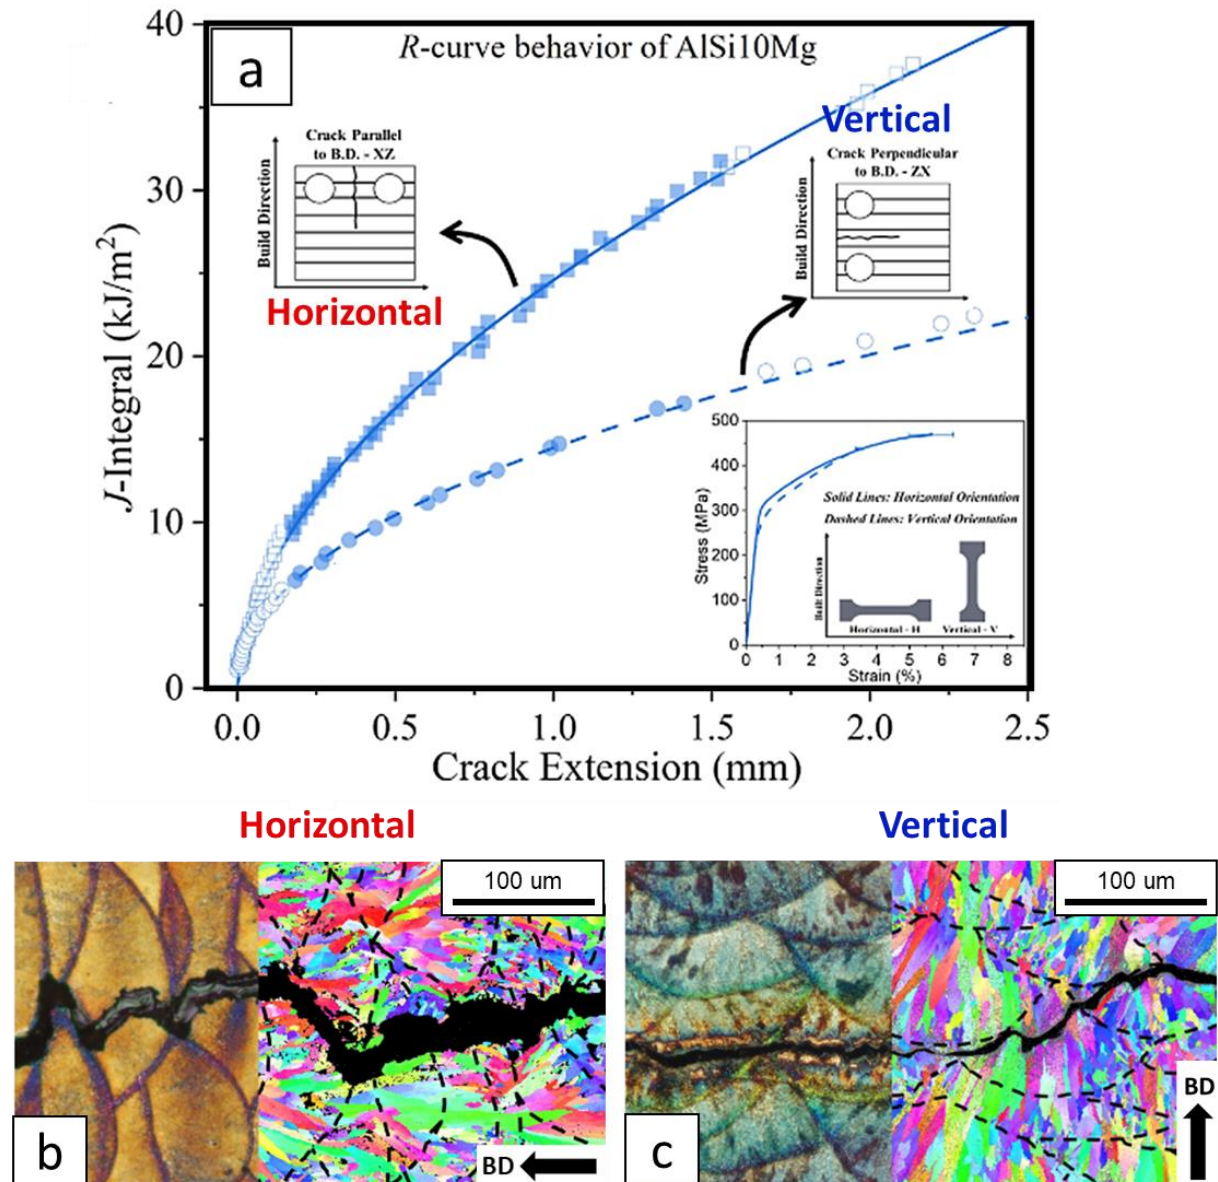 a
R-curve behavior of AlSi10Mg
40
30
20
10
0
J-Integral (kJ/m²)
Crack Parallel
to B.D. - XZ
Build Direction
Horizontal
Vertical
Crack Perpendicular
to B.D. - ZX
Build Direction
500
400
300
200
100
0
Stress (MPa)
Solid Lines: Horizontal Orientation
Dashed Lines: Vertical Orientation
Built Direction
Horizontal - H
Vertical - V
0 1 2 3 4 5 6 7 8
Strain (%)
0.0 0.5 1.0 1.5 2.0 2.5
Crack Extension (mm)
Horizontal
Vertical
100 um
b
BD
100 um
c
BD